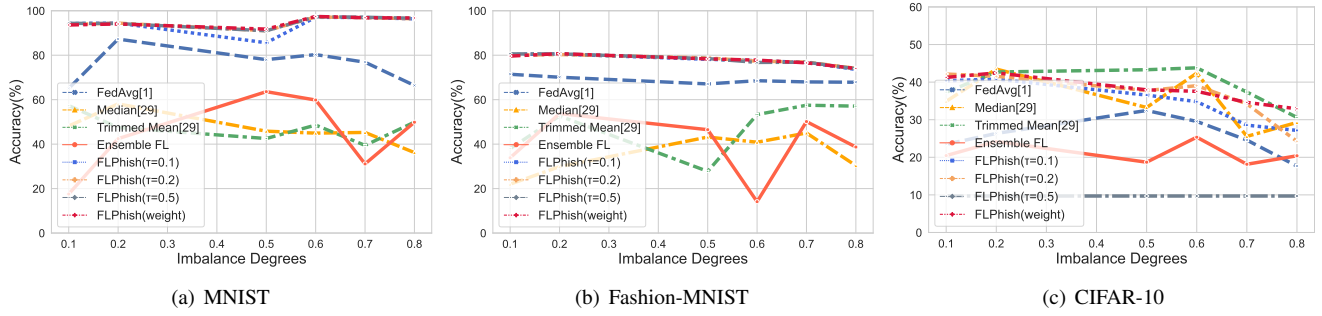 100
80
60
40
20
0
Accuracy(%)
FedAvg[1]
Median[29]
Trimmed Mean[29]
Ensemble FL
FLPhish(τ=0.1)
FLPhish(τ=0.2)
FLPhish(τ=0.5)
FLPhish(weight)
0.1 0.2 0.3 0.4 0.5 0.6 0.7 0.8
Imbalance Degrees
(a) MNIST
100
80
60
40
20
0
Accuracy(%)
FedAvg[1]
Median[29]
Trimmed Mean[29]
Ensemble FL
FLPhish(τ=0.1)
FLPhish(τ=0.2)
FLPhish(τ=0.5)
FLPhish(weight)
0.1 0.2 0.3 0.4 0.5 0.6 0.7 0.8
Imbalance Degrees
(b) Fashion-MNIST
60
50
40
30
20
10
0
Accuracy(%)
FedAvg[1]
Median[29]
Trimmed Mean[29]
Ensemble FL
FLPhish(τ=0.1)
FLPhish(τ=0.2)
FLPhish(τ=0.5)
FLPhish(weight)
0.1 0.2 0.3 0.4 0.5 0.6 0.7 0.8
Imbalance Degrees
(c) CIFAR-10